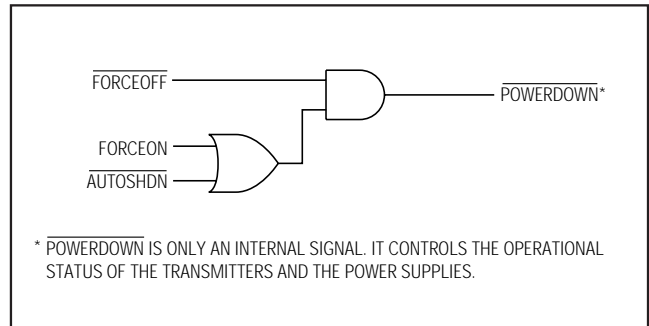 FORCEOFF
POWERDOWN*
FORCEON
AUTOSHDN
* POWERDOWN IS ONLY AN INTERNAL SIGNAL. IT CONTROLS THE OPERATIONAL
STATUS OF THE TRANSMITTERS AND THE POWER SUPPLIES.